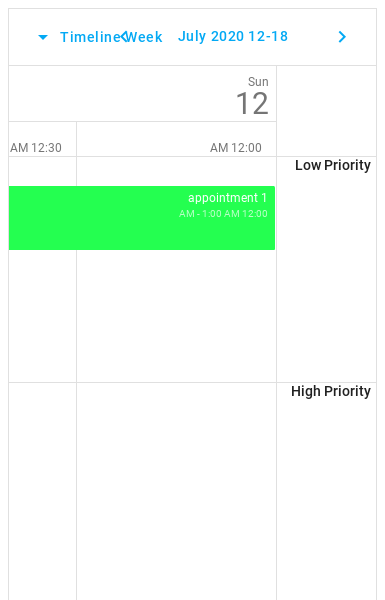 Timeline Week
July 2020 12-18
Sun
12
AM 12:30
AM 12:00
Low Priority
appointment 1
AM - 1:00 AM 12:00
High Priority